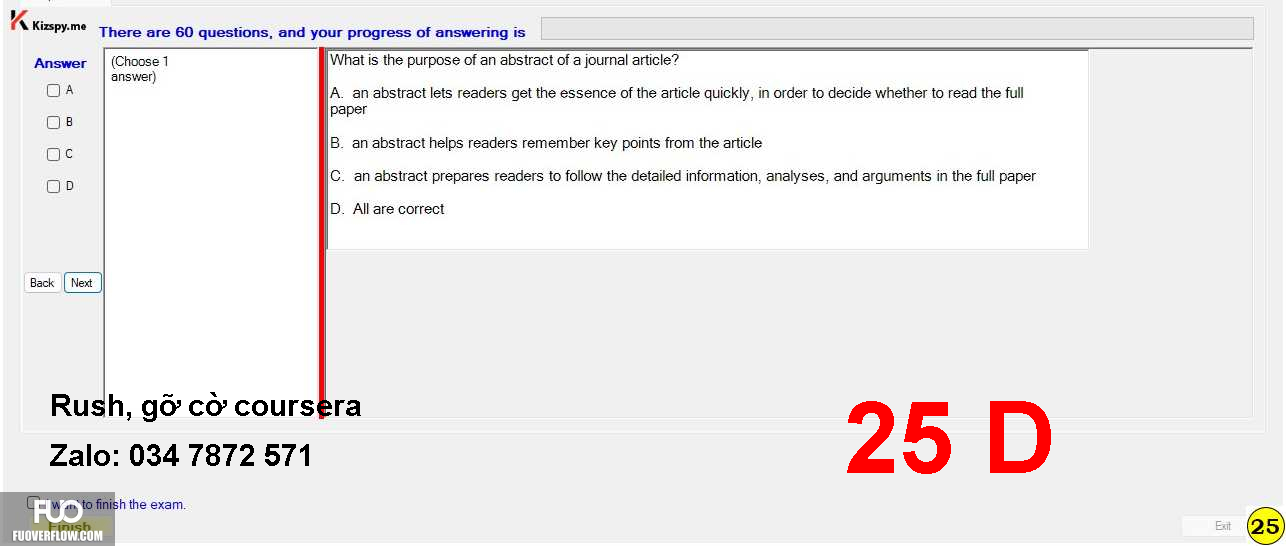 Kizspy.me
There are 60 questions, and your progress of answering is
Answer
(Choose 1
answer)
A
B
C
D
Back
Next
What is the purpose of an abstract of a journal article?
A. an abstract lets readers get the essence of the article quickly, in order to decide whether to read the full
paper
B. an abstract helps readers remember key points from the article
C. an abstract prepares readers to follow the detailed information, analyses, and arguments in the full paper
D. All are correct
Rush, gỡ cờ coursera
Zalo: 034 7872 571
25 D
I want to finish the exam.
Finish
FUO
FUOVERFLOW.COM
Exit
25